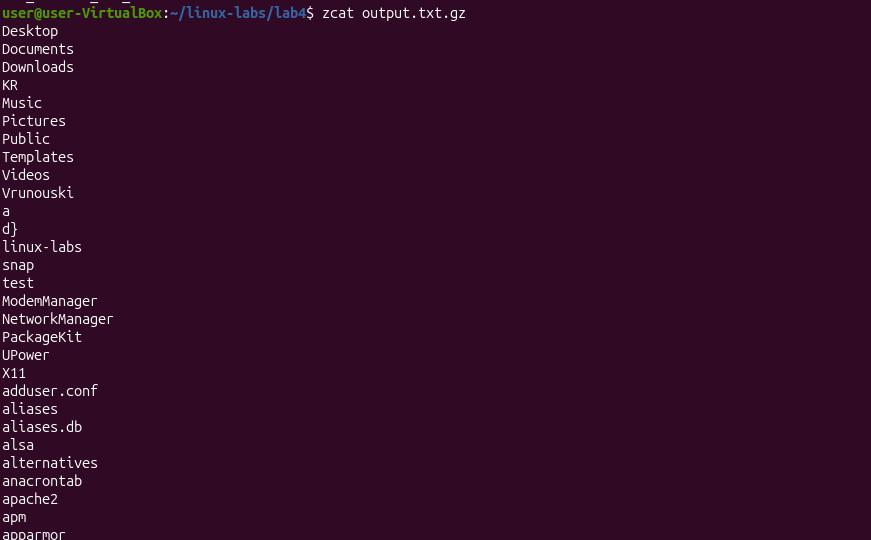 user@user-VirtualBox:~/linux-labs/lab4$ zcat output.txt.gz
Desktop
Documents
Downloads
KR
Music
Pictures
Public
Templates
Videos
Vrunouski
a
d}
linux-labs
snap
test
ModemManager
NetworkManager
PackageKit
UPower
X11
adduser.conf
aliases
aliases.db
alsa
alternatives
anacrontab
apache2
apm
apparmor